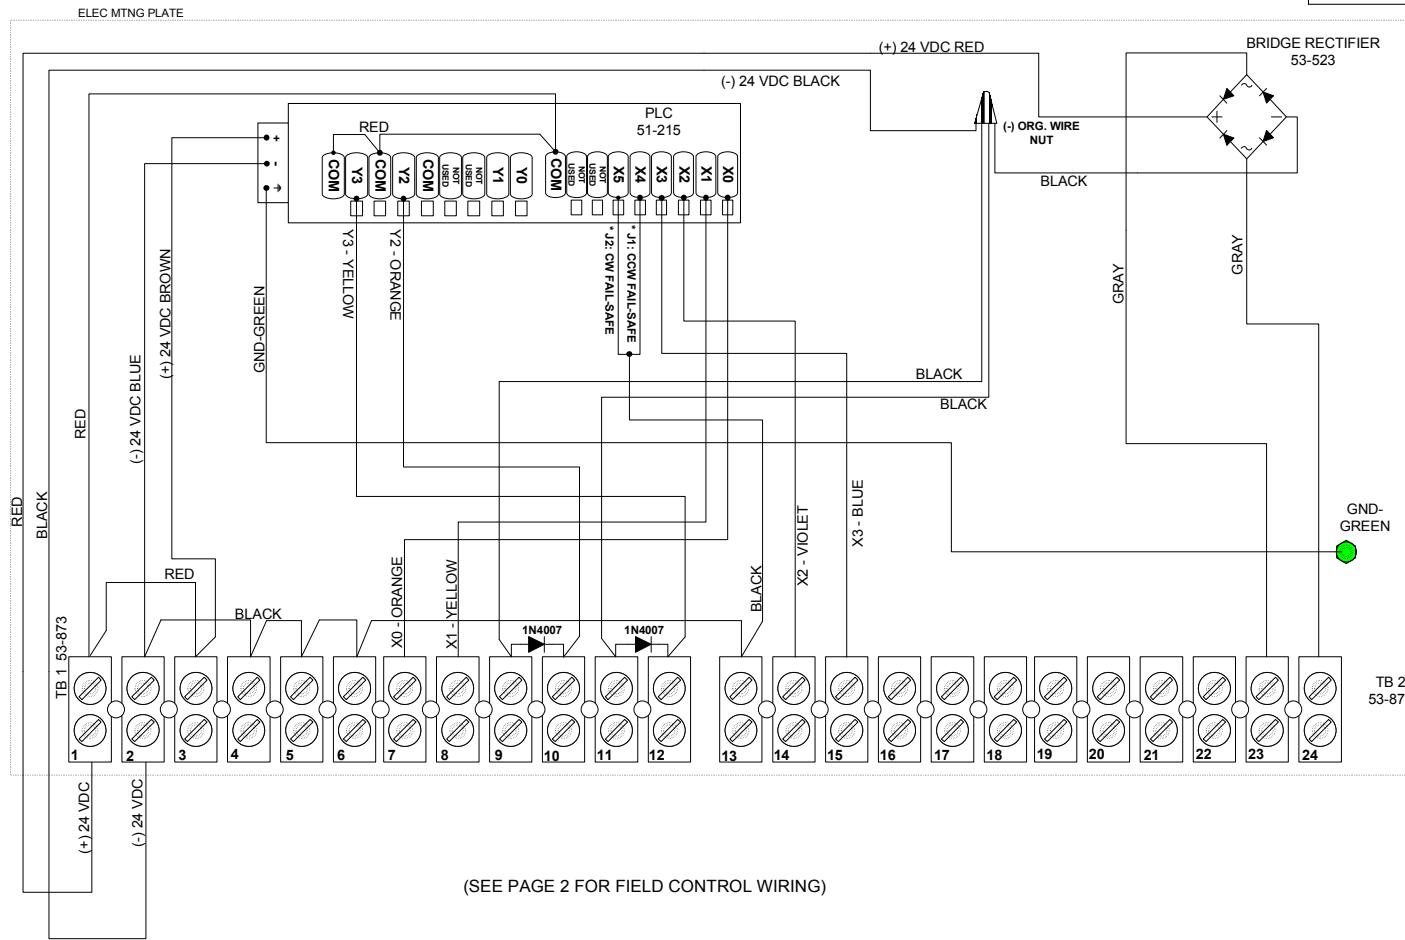 ELEC MTNG PLATE
(+) 24 VDC RED
(-) 24 VDC BLACK
BRIDGE RECTIFIER
53-523
PLC
51-215
RED
(-) ORG. WIRE
NUT
BLACK
+
-
COM
Y3
COM
Y2
COM
NOT
USED
NOT
USED
Y1
Y0
COM
NOT
USED
NOT
USED
X5
X4
X3
X2
X1
X0
Y3 - YELLOW
Y2 - ORANGE
* J2: CW FAIL-SAFE
* J1: CCW FAIL-SAFE
GRAY
GRAY
(+) 24 VDC BROWN
GND-GREEN
(-) 24 VDC BLUE
RED
BLACK
BLACK
RED
BLACK
X3 - BLUE
X2 - VIOLET
GND-
GREEN
RED
BLACK
X0 - ORANGE
X1 - YELLOW
BLACK
1N4007
1N4007
TB 1 53-873
TB 2
53-87
1
2
3
4
5
6
7
8
9
10
11
12
13
14
15
16
17
18
19
20
21
22
23
24
(+) 24 VDC
(-) 24 VDC
(SEE PAGE 2 FOR FIELD CONTROL WIRING)